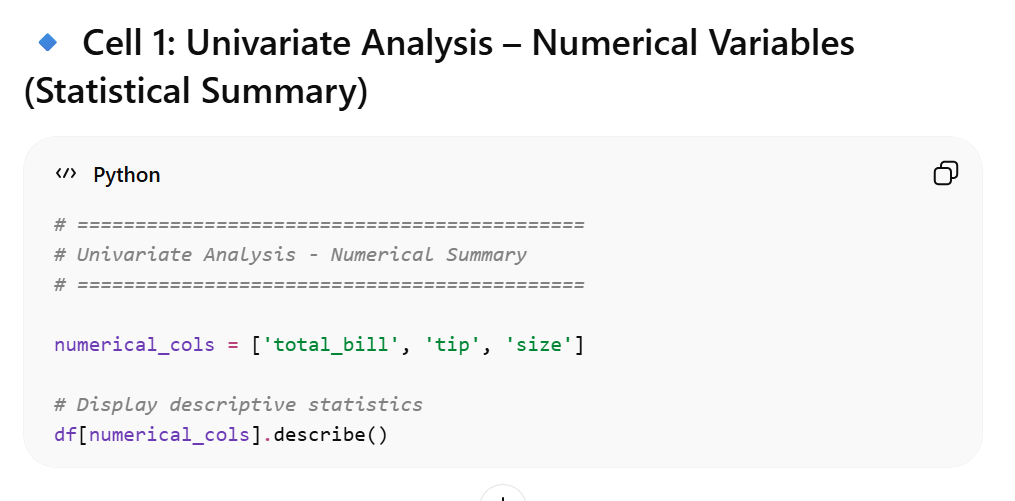 Cell 1: Univariate Analysis – Numerical Variables
(Statistical Summary)
Python
# ============================================
# Univariate Analysis - Numerical Summary
# ============================================
numerical_cols = ['total_bill', 'tip', 'size']
# Display descriptive statistics
df[numerical_cols].describe()